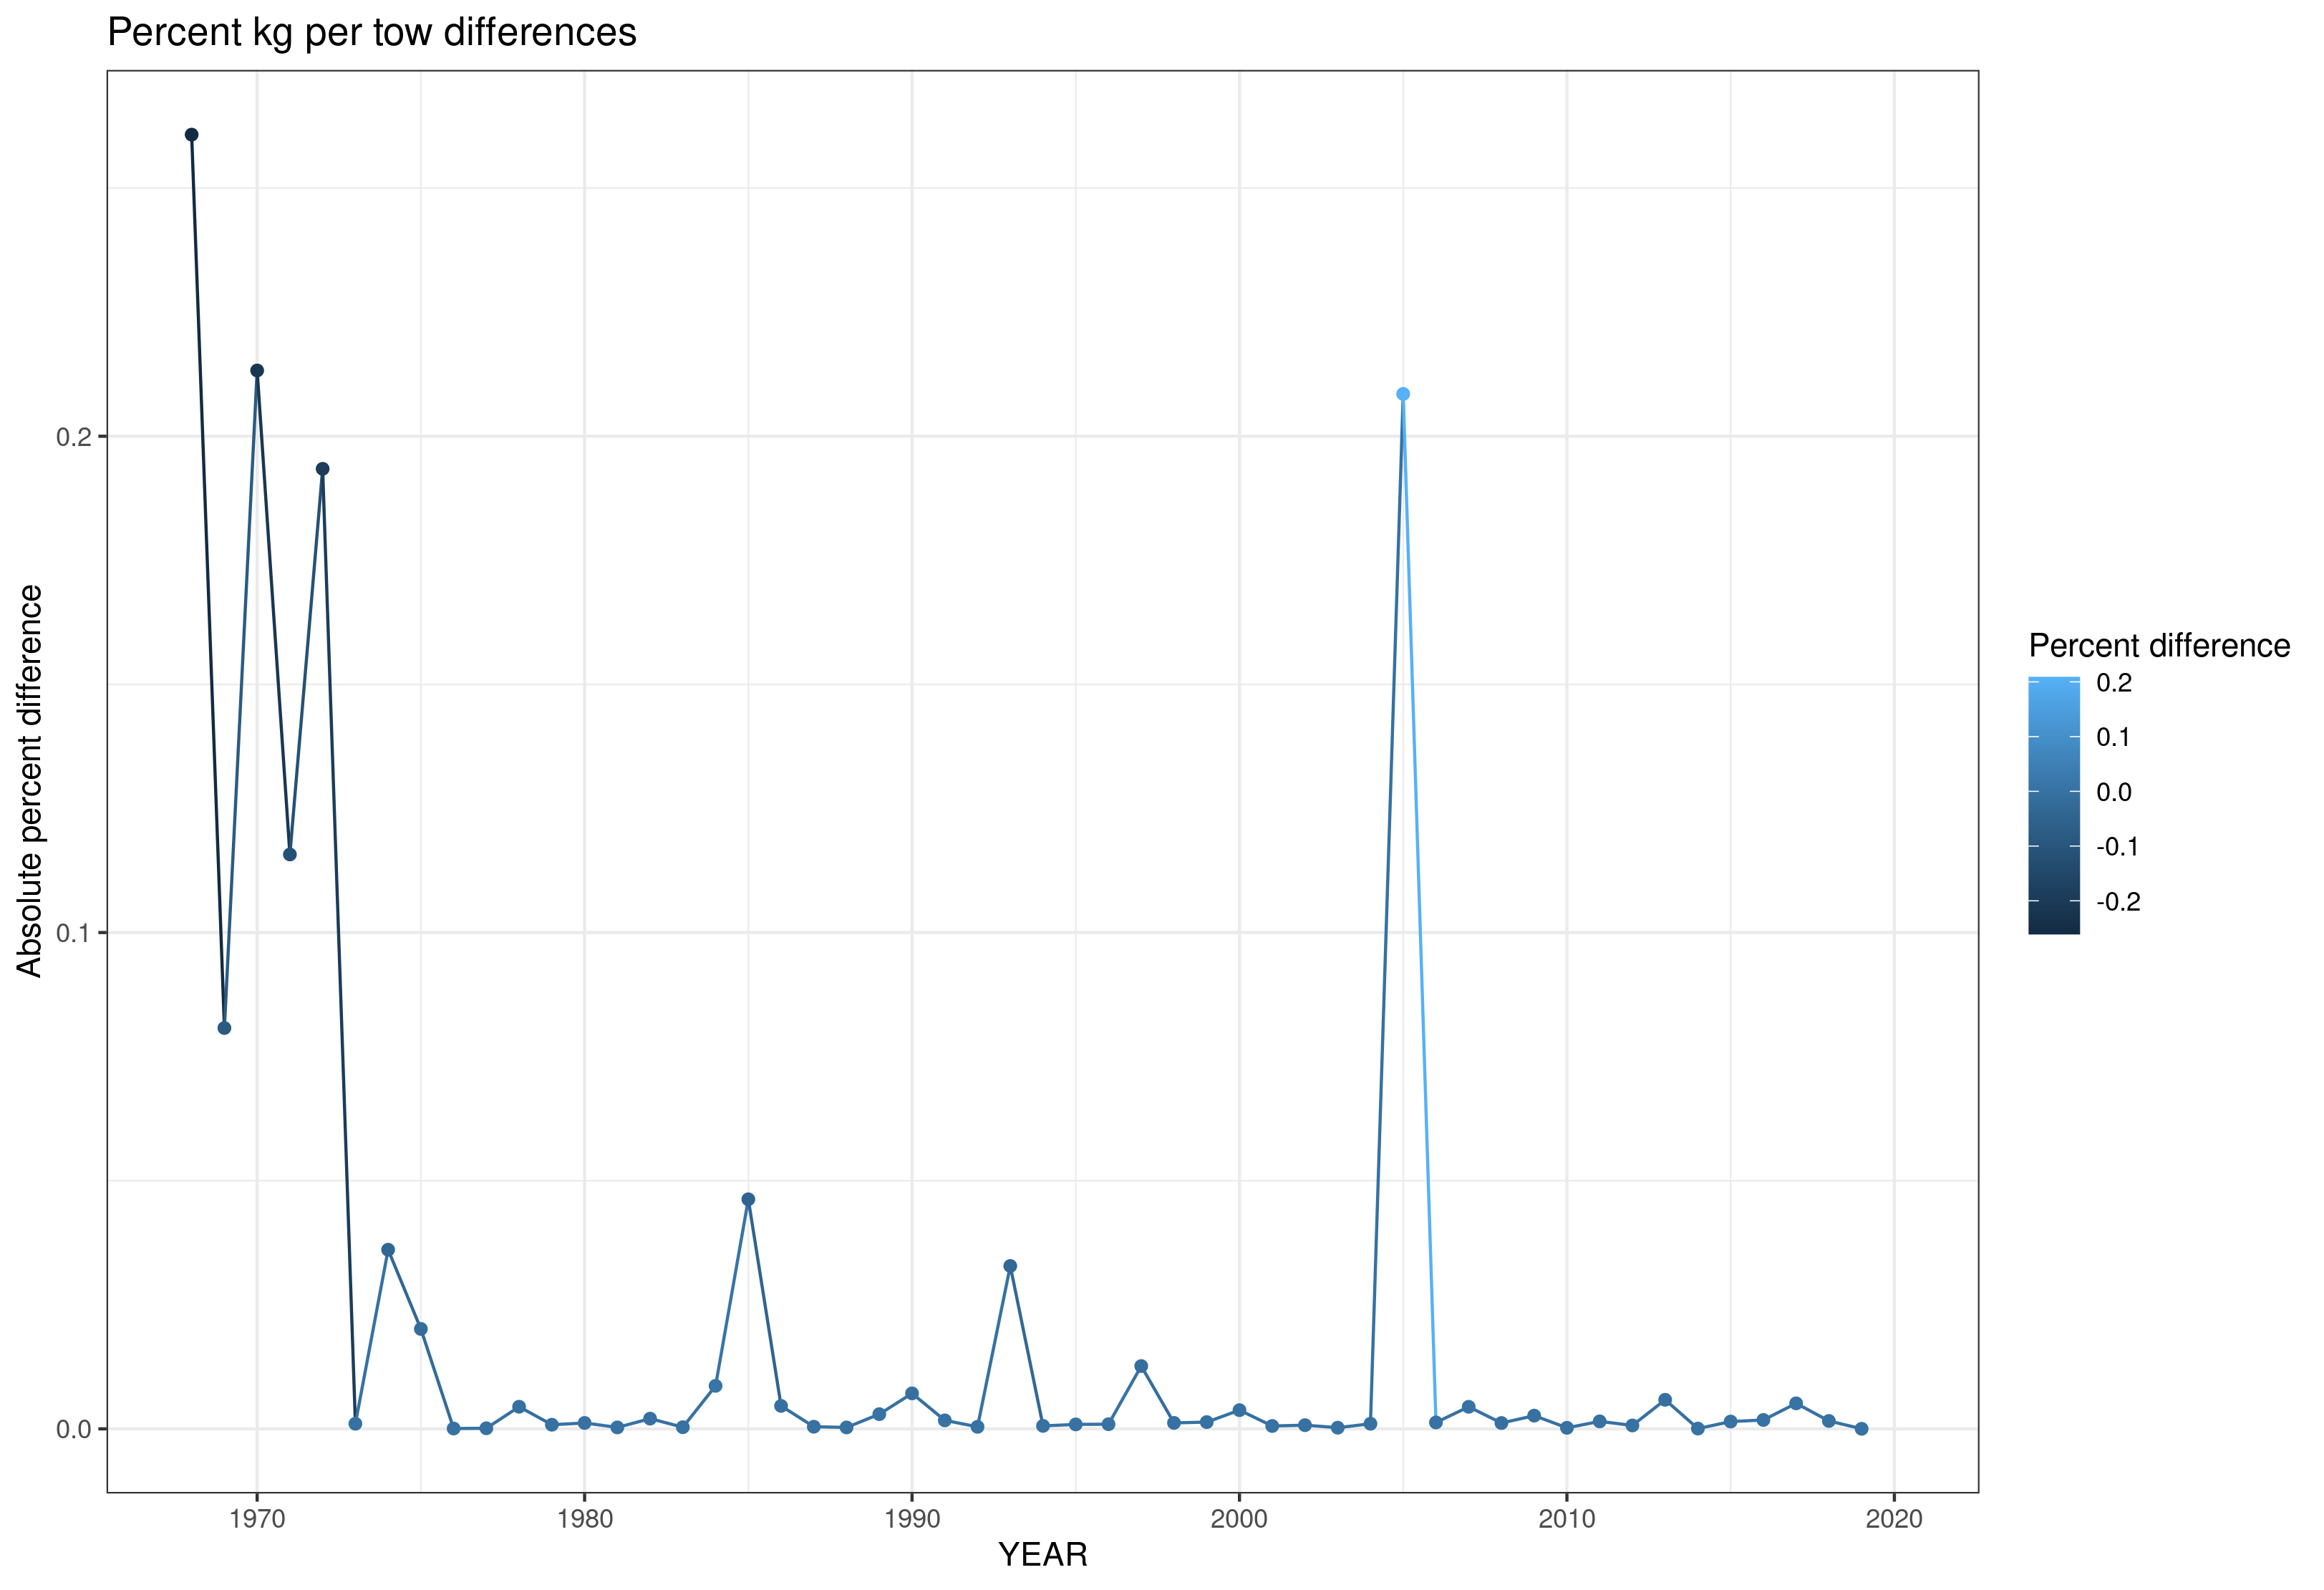 Percent kg per tow differences
Absolute percent difference
0.2
0.1
0.0
1970 1980 1990 2000 2010 2020
YEAR
Percent difference
0.2
0.1
0.0
-0.1
-0.2